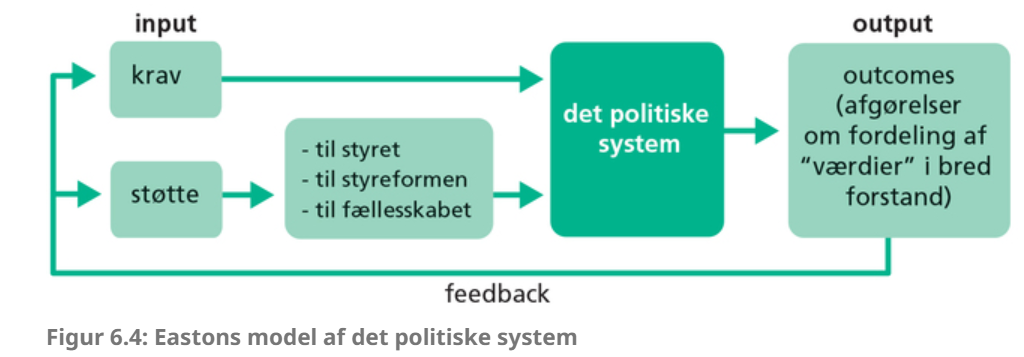 input
output
krav
støtte
- til styret
- til styreformen
- til fællesskabet
det politiske
system
outcomes
(afgørelser
om fordeling af
“værdier” i bred
forstand)
feedback
Figur 6.4: Eastons model af det politiske system